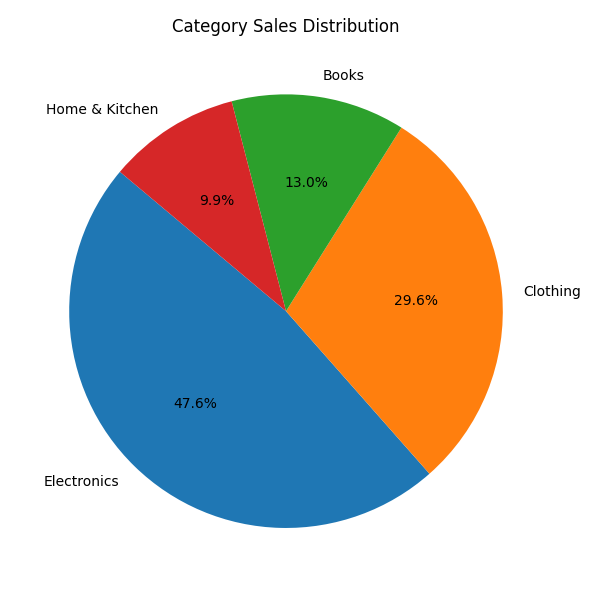 Category Sales Distribution
Books
Home & Kitchen
13.0%
9.9%
Clothing
29.6%
47.6%
Electronics